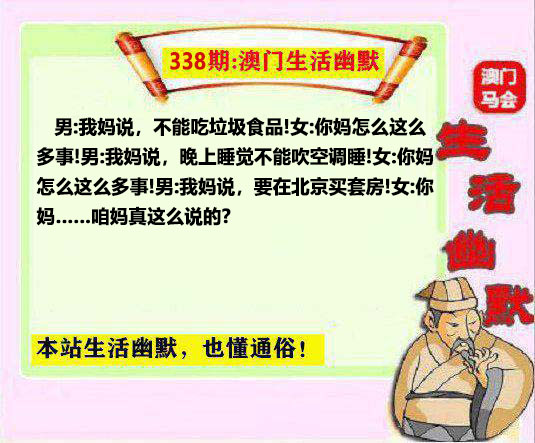 338期:澳门生活幽默
澳门
马会
生活幽默
男:我妈说，不能吃垃圾食品!女:你妈怎么这么
多事!男:我妈说，晚上睡觉不能吹空调睡!女:你妈
怎么这么多事!男:我妈说，要在北京买套房!女:你
妈……咱妈真这么说的?
本站生活幽默，也懂通俗！